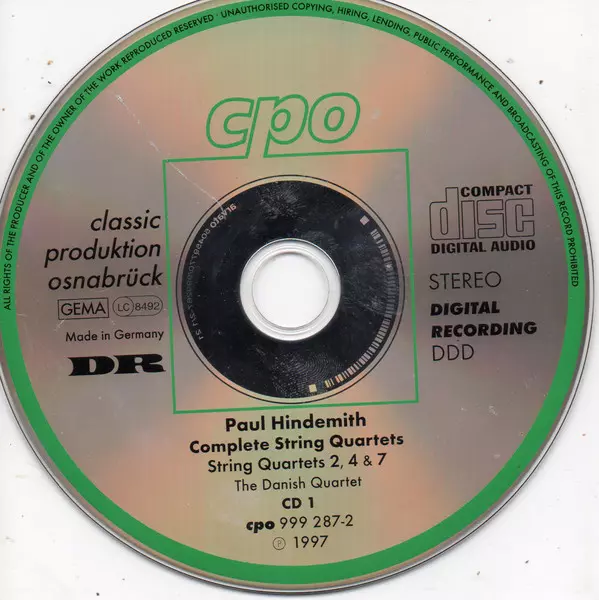 ALL RIGHTS OF THE PRODUCER AND OF THE OWNER OF THE WORK REPRODUCED RESERVED · UNAUTHORISED COPYING, HIRING, LENDING, PUBLIC PERFORMANCE AND BROADCASTING OF THIS RECORD PROHIBITED
cpo
classic
produktion
osnabrück
GEMA LC 8492
Made in Germany
DR
COMPACT
disc
DIGITAL AUDIO
STEREO
DIGITAL
RECORDING
DDD
Paul Hindemith
Complete String Quartets
String Quartets 2, 4 & 7
The Danish Quartet
CD 1
cpo 999 287-2
℗ 1997